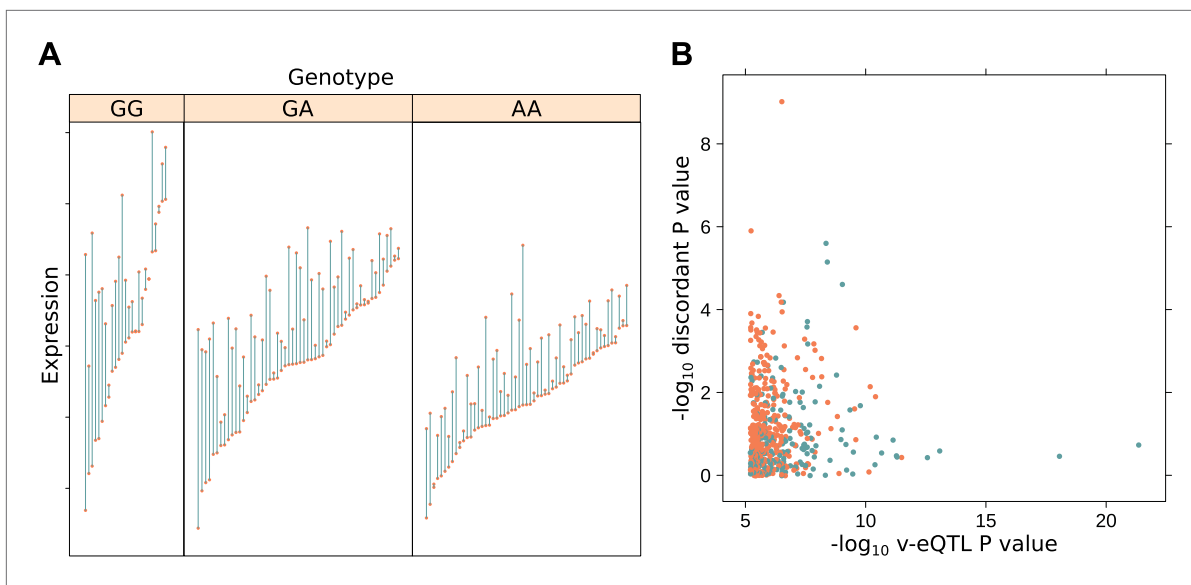 A
Genotype
GG GA AA
Expression
B
-log10 discordant P value
8
6
4
2
0
5 10 15 20
-log10 v-eQTL P value